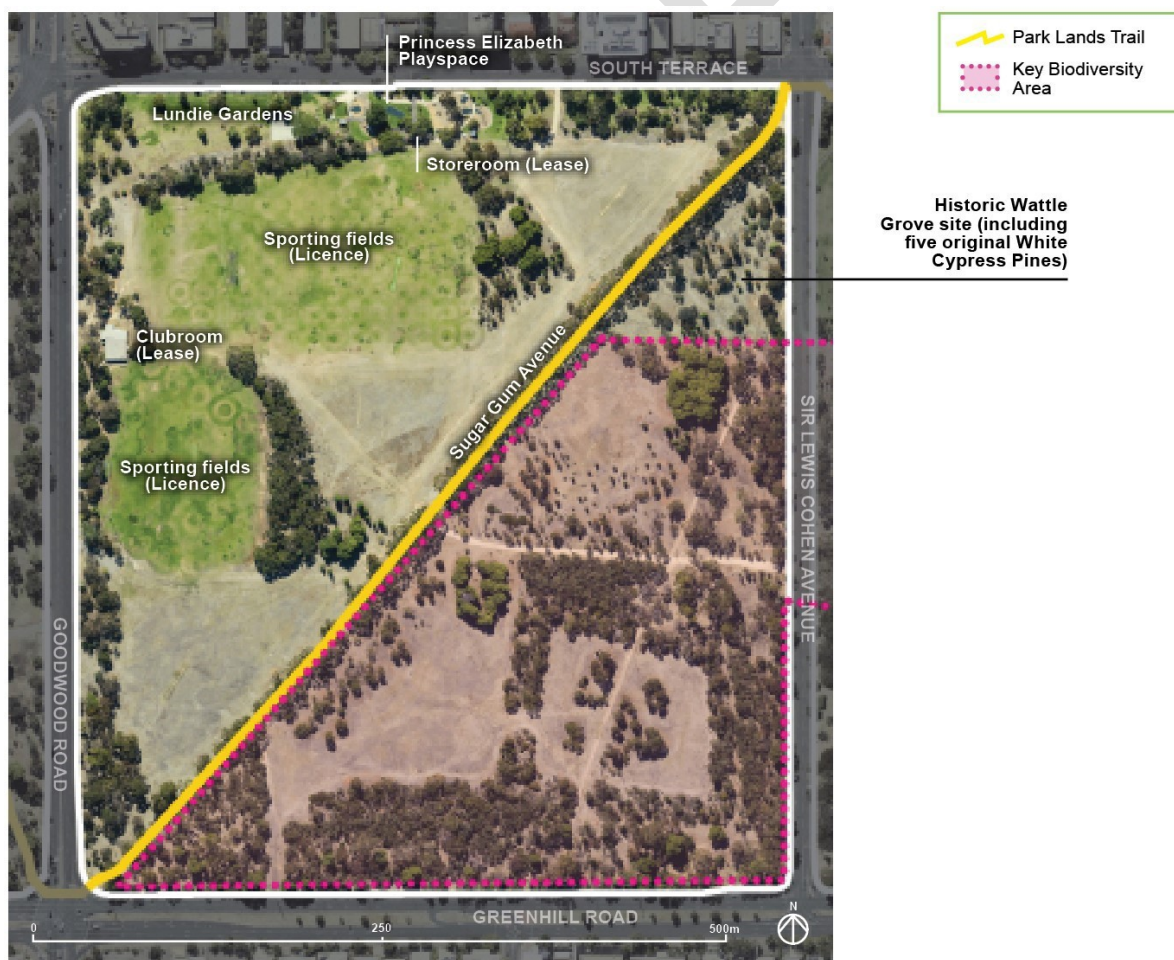 Princess Elizabeth
Playspace
SOUTH TERRACE
Park Lands Trail
Key Biodiversity
Area
Lundie Gardens
Storeroom (Lease)
Historic Wattle
Grove site (including
five original White
Cypress Pines)
Sporting fields
(Licence)
Clubroom
(Lease)
Sugar Gum Avenue
SIR LEWIS COHEN AVENUE
Sporting fields
(Licence)
GOODWOOD ROAD
GREENHILL ROAD
N
0
250
500m